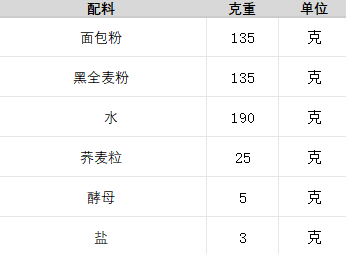 配料 克重 单位
面包粉 135 克
黑全麦粉 135 克
水 190 克
荞麦粒 25 克
酵母 5 克
盐 3 克